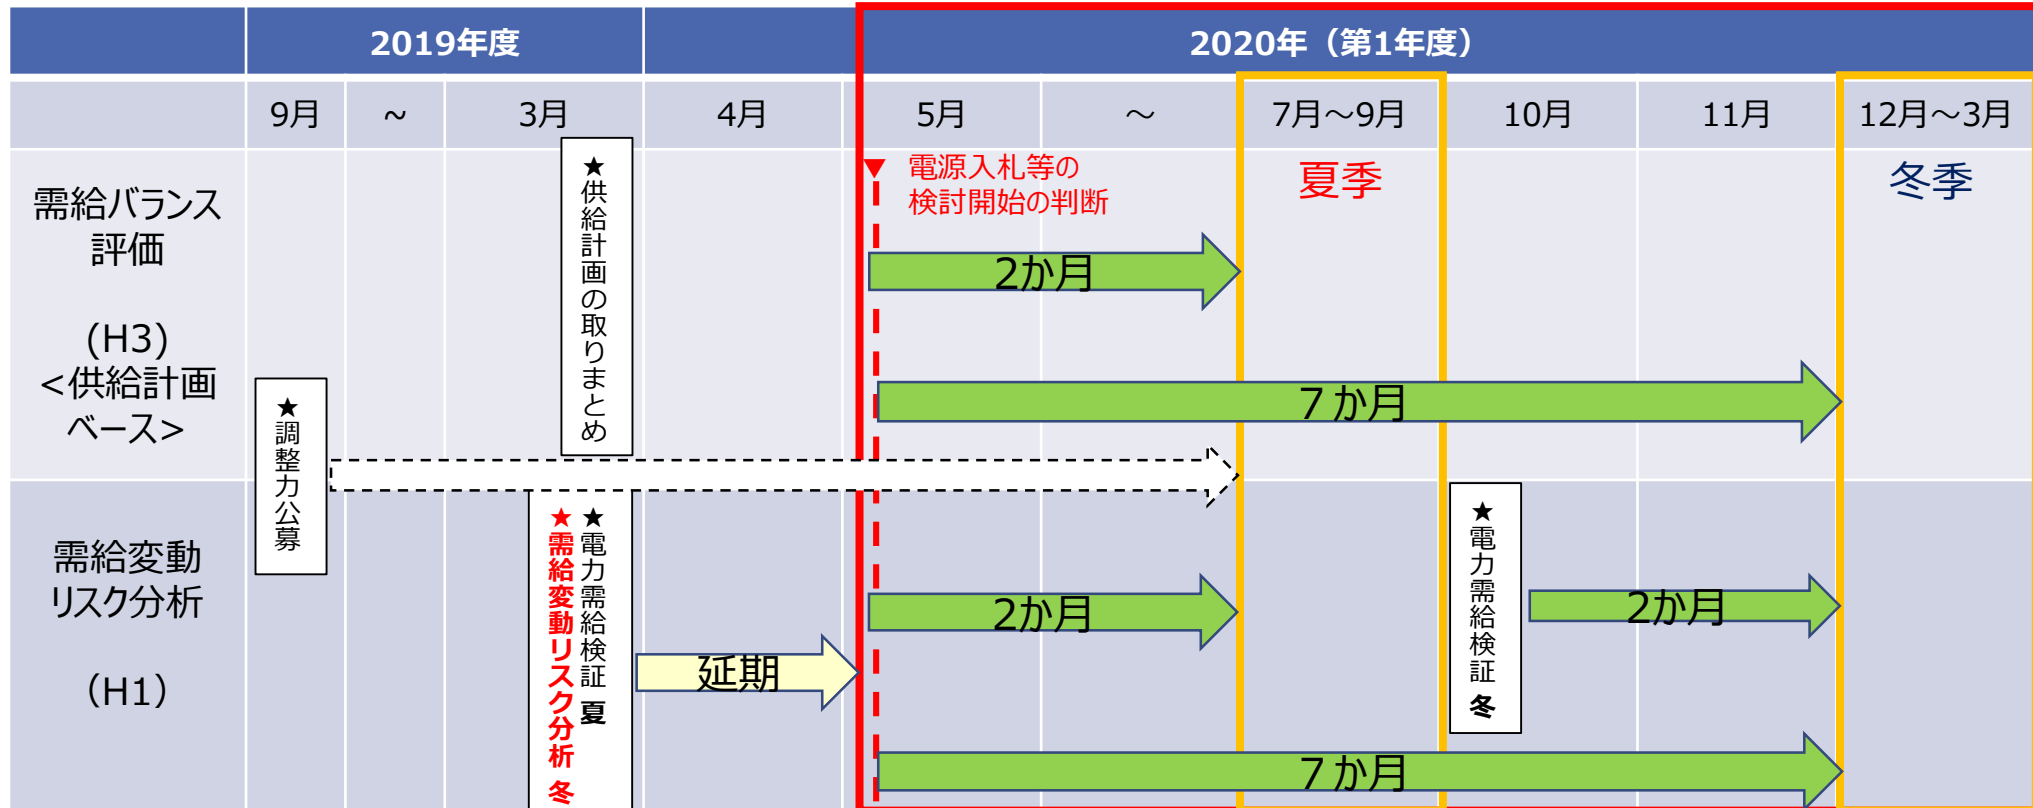 2019年度
2020年（第1年度）
9月
~
3月
4月
5月
～
7月～9月
10月
11月
12月～3月
需給バランス
評価
（H3）
<供給計画
ベース>
★供給計画の取りまとめ
▼ 電源入札等の
検討開始の判断
夏季
冬季
2か月
７か月
★調整力公募
需給変動
リスク分析
（H1）
★電力需給検証 夏
★需給変動リスク分析 冬
延期
2か月
★電力需給検証 冬
2か月
７か月